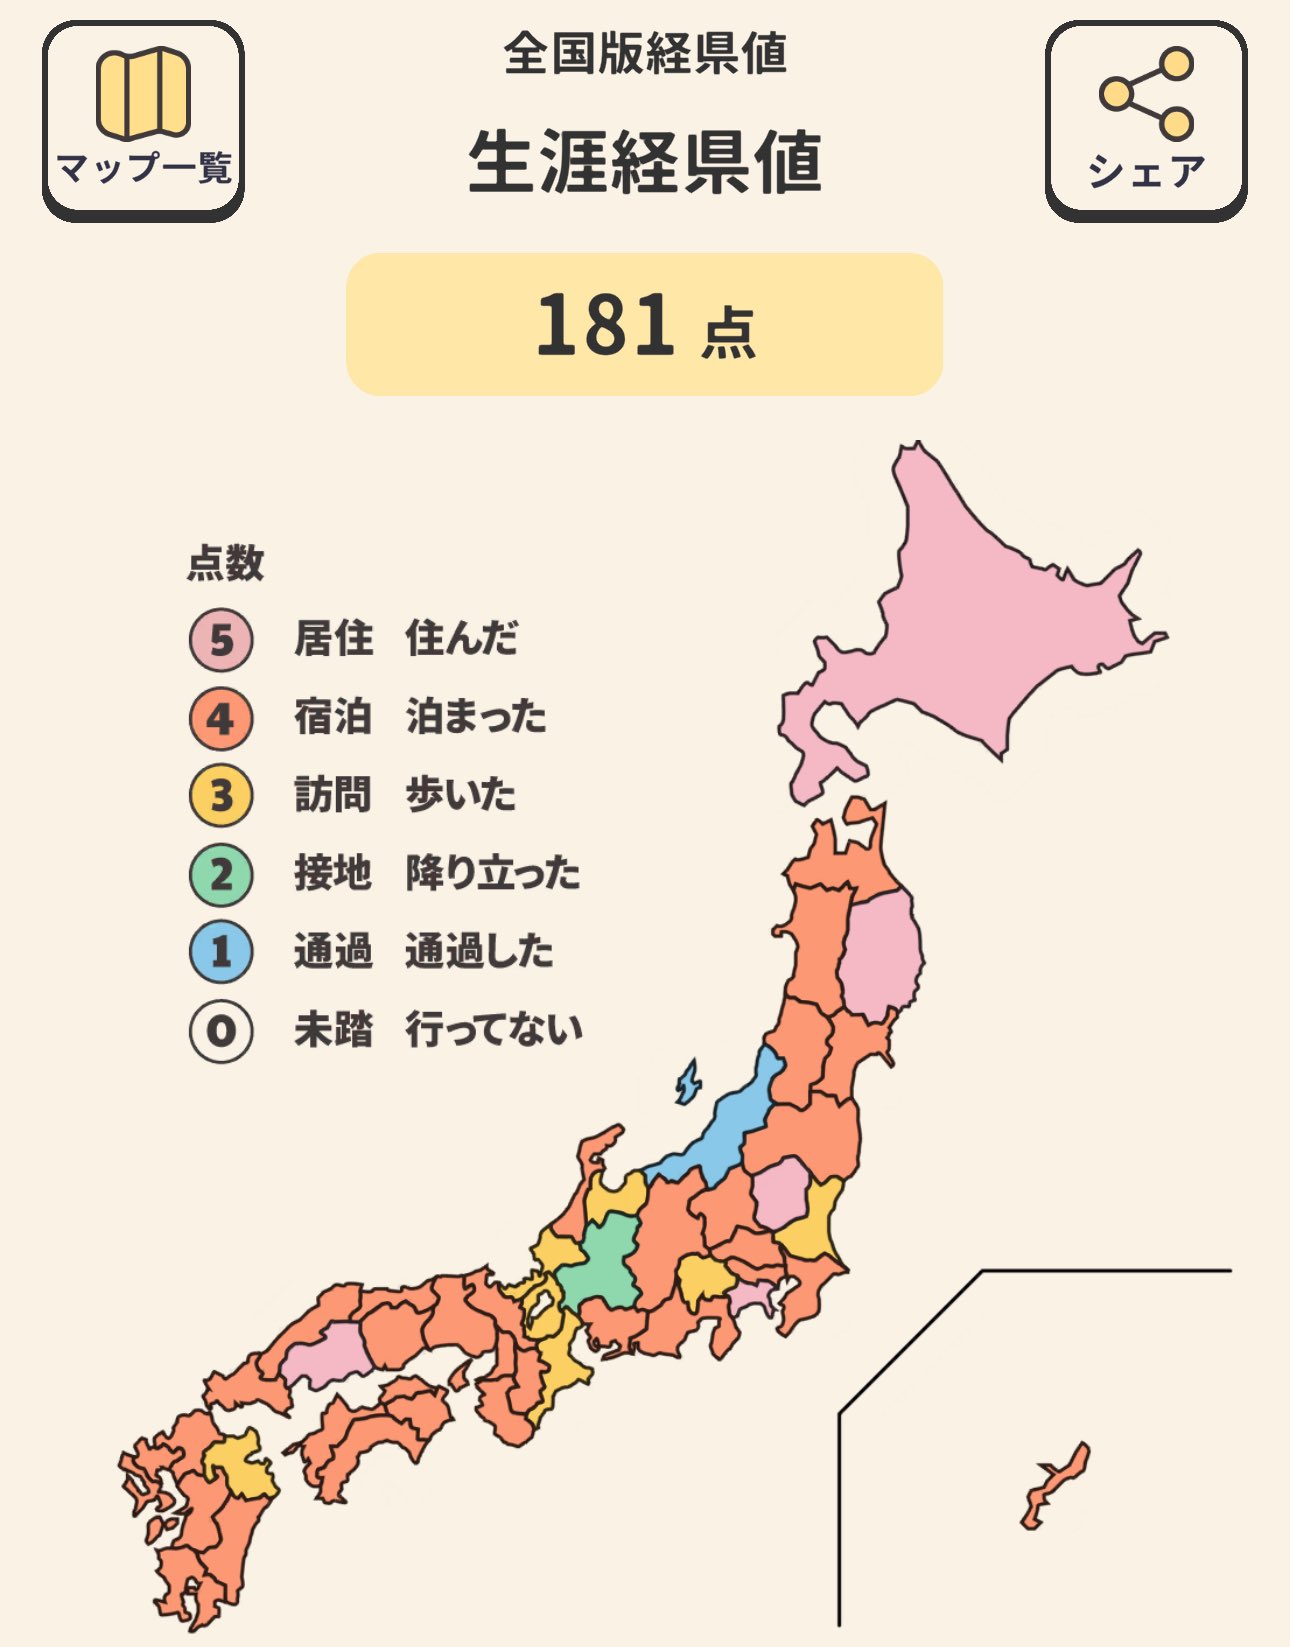 全国版経県値
マップ一覧
生涯経県値
シェア
181 点
点数
5 居住 住んだ
4 宿泊 泊まった
3 訪問 歩いた
2 接地 降り立った
1 通過 通過した
0 未踏 行ってない